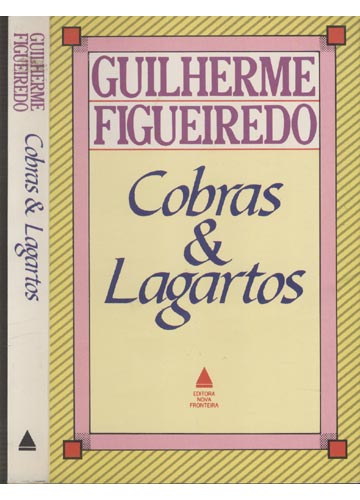 GUILHERME
FIGUEIREDO
Cobras & Lagartos
GUILHERME
FIGUEIREDO
Cobras
&
Lagartos
EDITORA
NOVA
FRONTEIRA